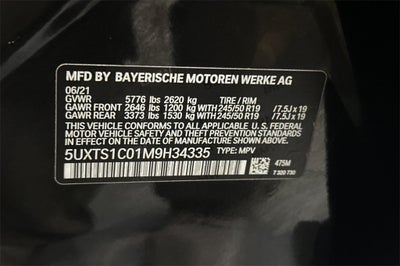 MFD BY BAYERISCHE MOTOREN WERKE AG
06/21
GVWR 5776 lbs 2620 kg TIRE / RIM
GAWR FRONT 2646 lbs 1200 kg WITH 245/50 R19 /7.5J x 19
GAWR REAR 3373 lbs 1530 kg WITH 245/50 R19 /7.5J x 19
THIS VEHICLE CONFORMS TO ALL APPLICABLE U.S. FEDERAL
MOTOR VEHICLE SAFETY, BUMPER, AND THEFT PREVENTION
STANDARDS IN EFFECT ON THE DATE OF MANUFACTURE SHOWN ABOVE.
5UXTS1C01M9H34335 TYPE: MPV 475M
T 320-730